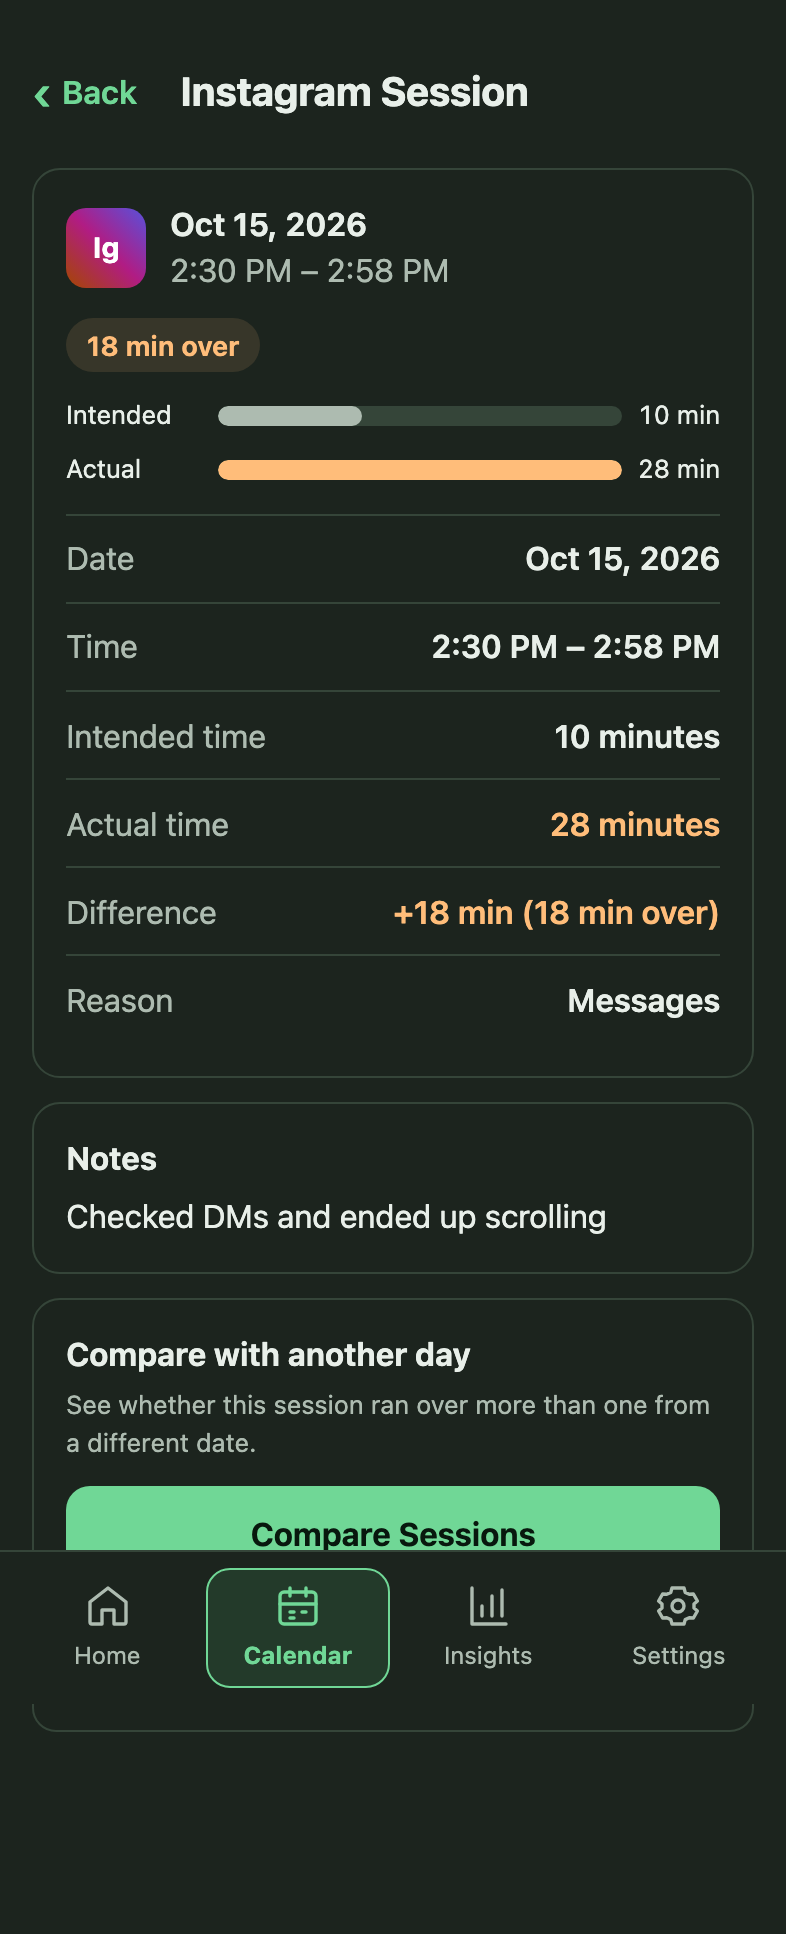 ‹ Back Instagram Session
Ig
Oct 15, 2026
2:30 PM – 2:58 PM
18 min over
Intended 10 min
Actual 28 min
Date Oct 15, 2026
Time 2:30 PM – 2:58 PM
Intended time 10 minutes
Actual time 28 minutes
Difference +18 min (18 min over)
Reason Messages
Notes
Checked DMs and ended up scrolling
Compare with another day
See whether this session ran over more than one from
a different date.
Compare Sessions
Home Calendar Insights Settings